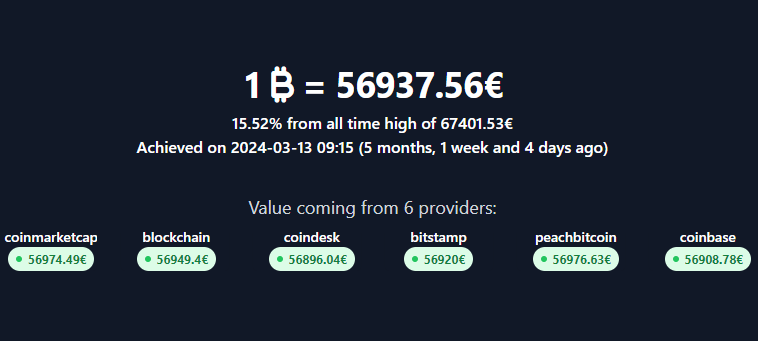 1 ₿ = 56937.56€
15.52% from all time high of 67401.53€
Achieved on 2024-03-13 09:15 (5 months, 1 week and 4 days ago)
Value coming from 6 providers:
coinmarketcap blockchain coindesk bitstamp peachbitcoin coinbase
56974.49€ 56949.4€ 56896.04€ 56920€ 56976.63€ 56908.78€